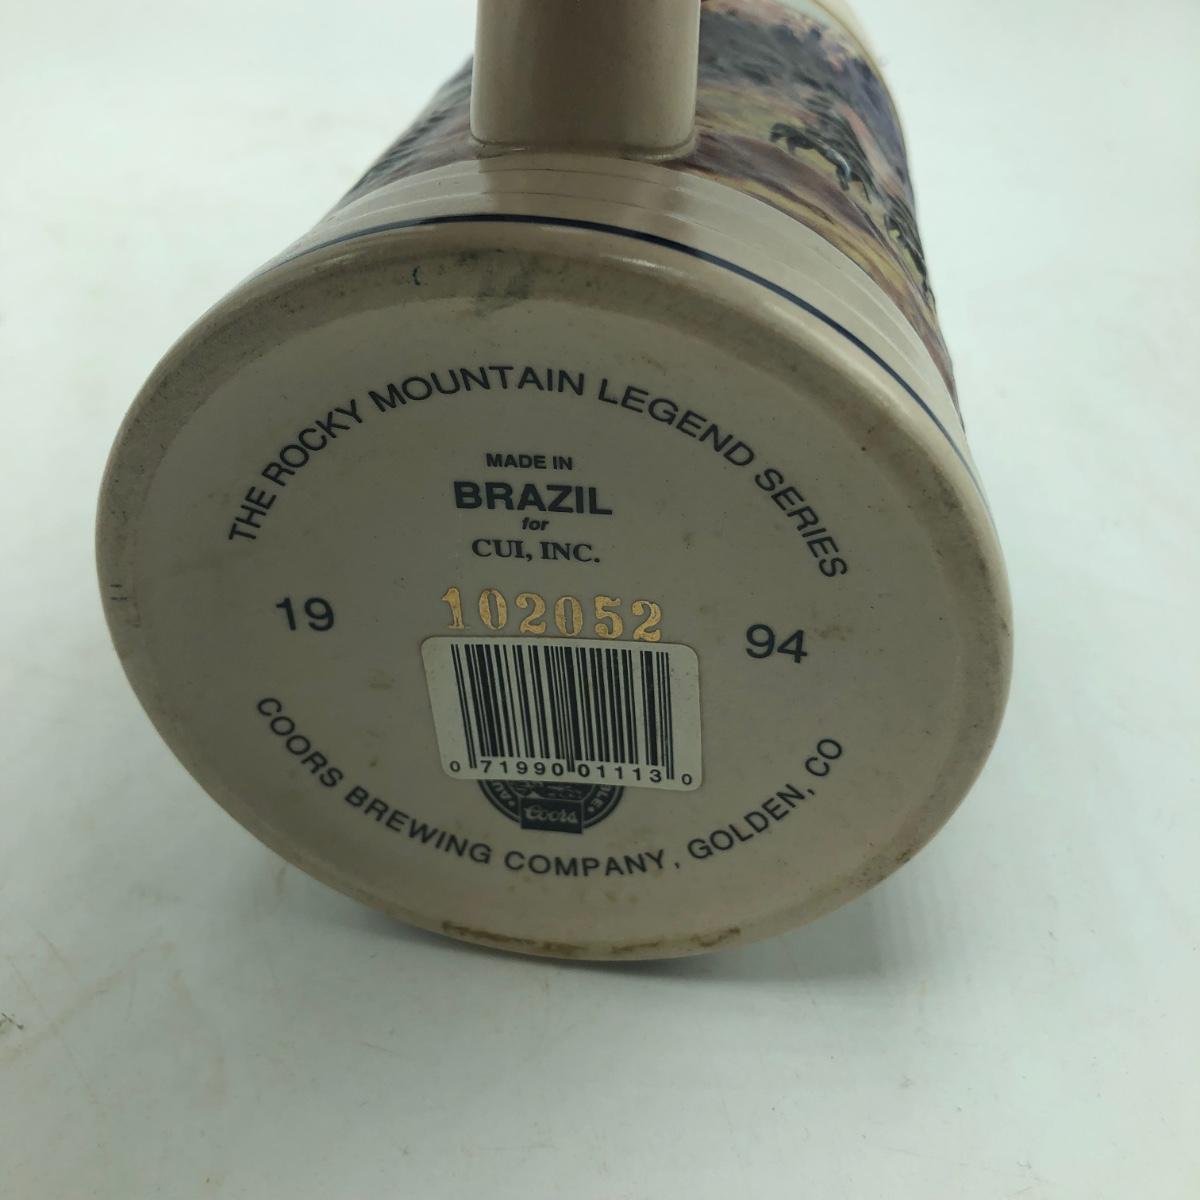 THE ROCKY MOUNTAIN LEGEND SERIES
MADE IN
BRAZIL
for
CUI, INC.
19
94
102052
0 71990 01113 0
Coors
COORS BREWING COMPANY, GOLDEN, CO